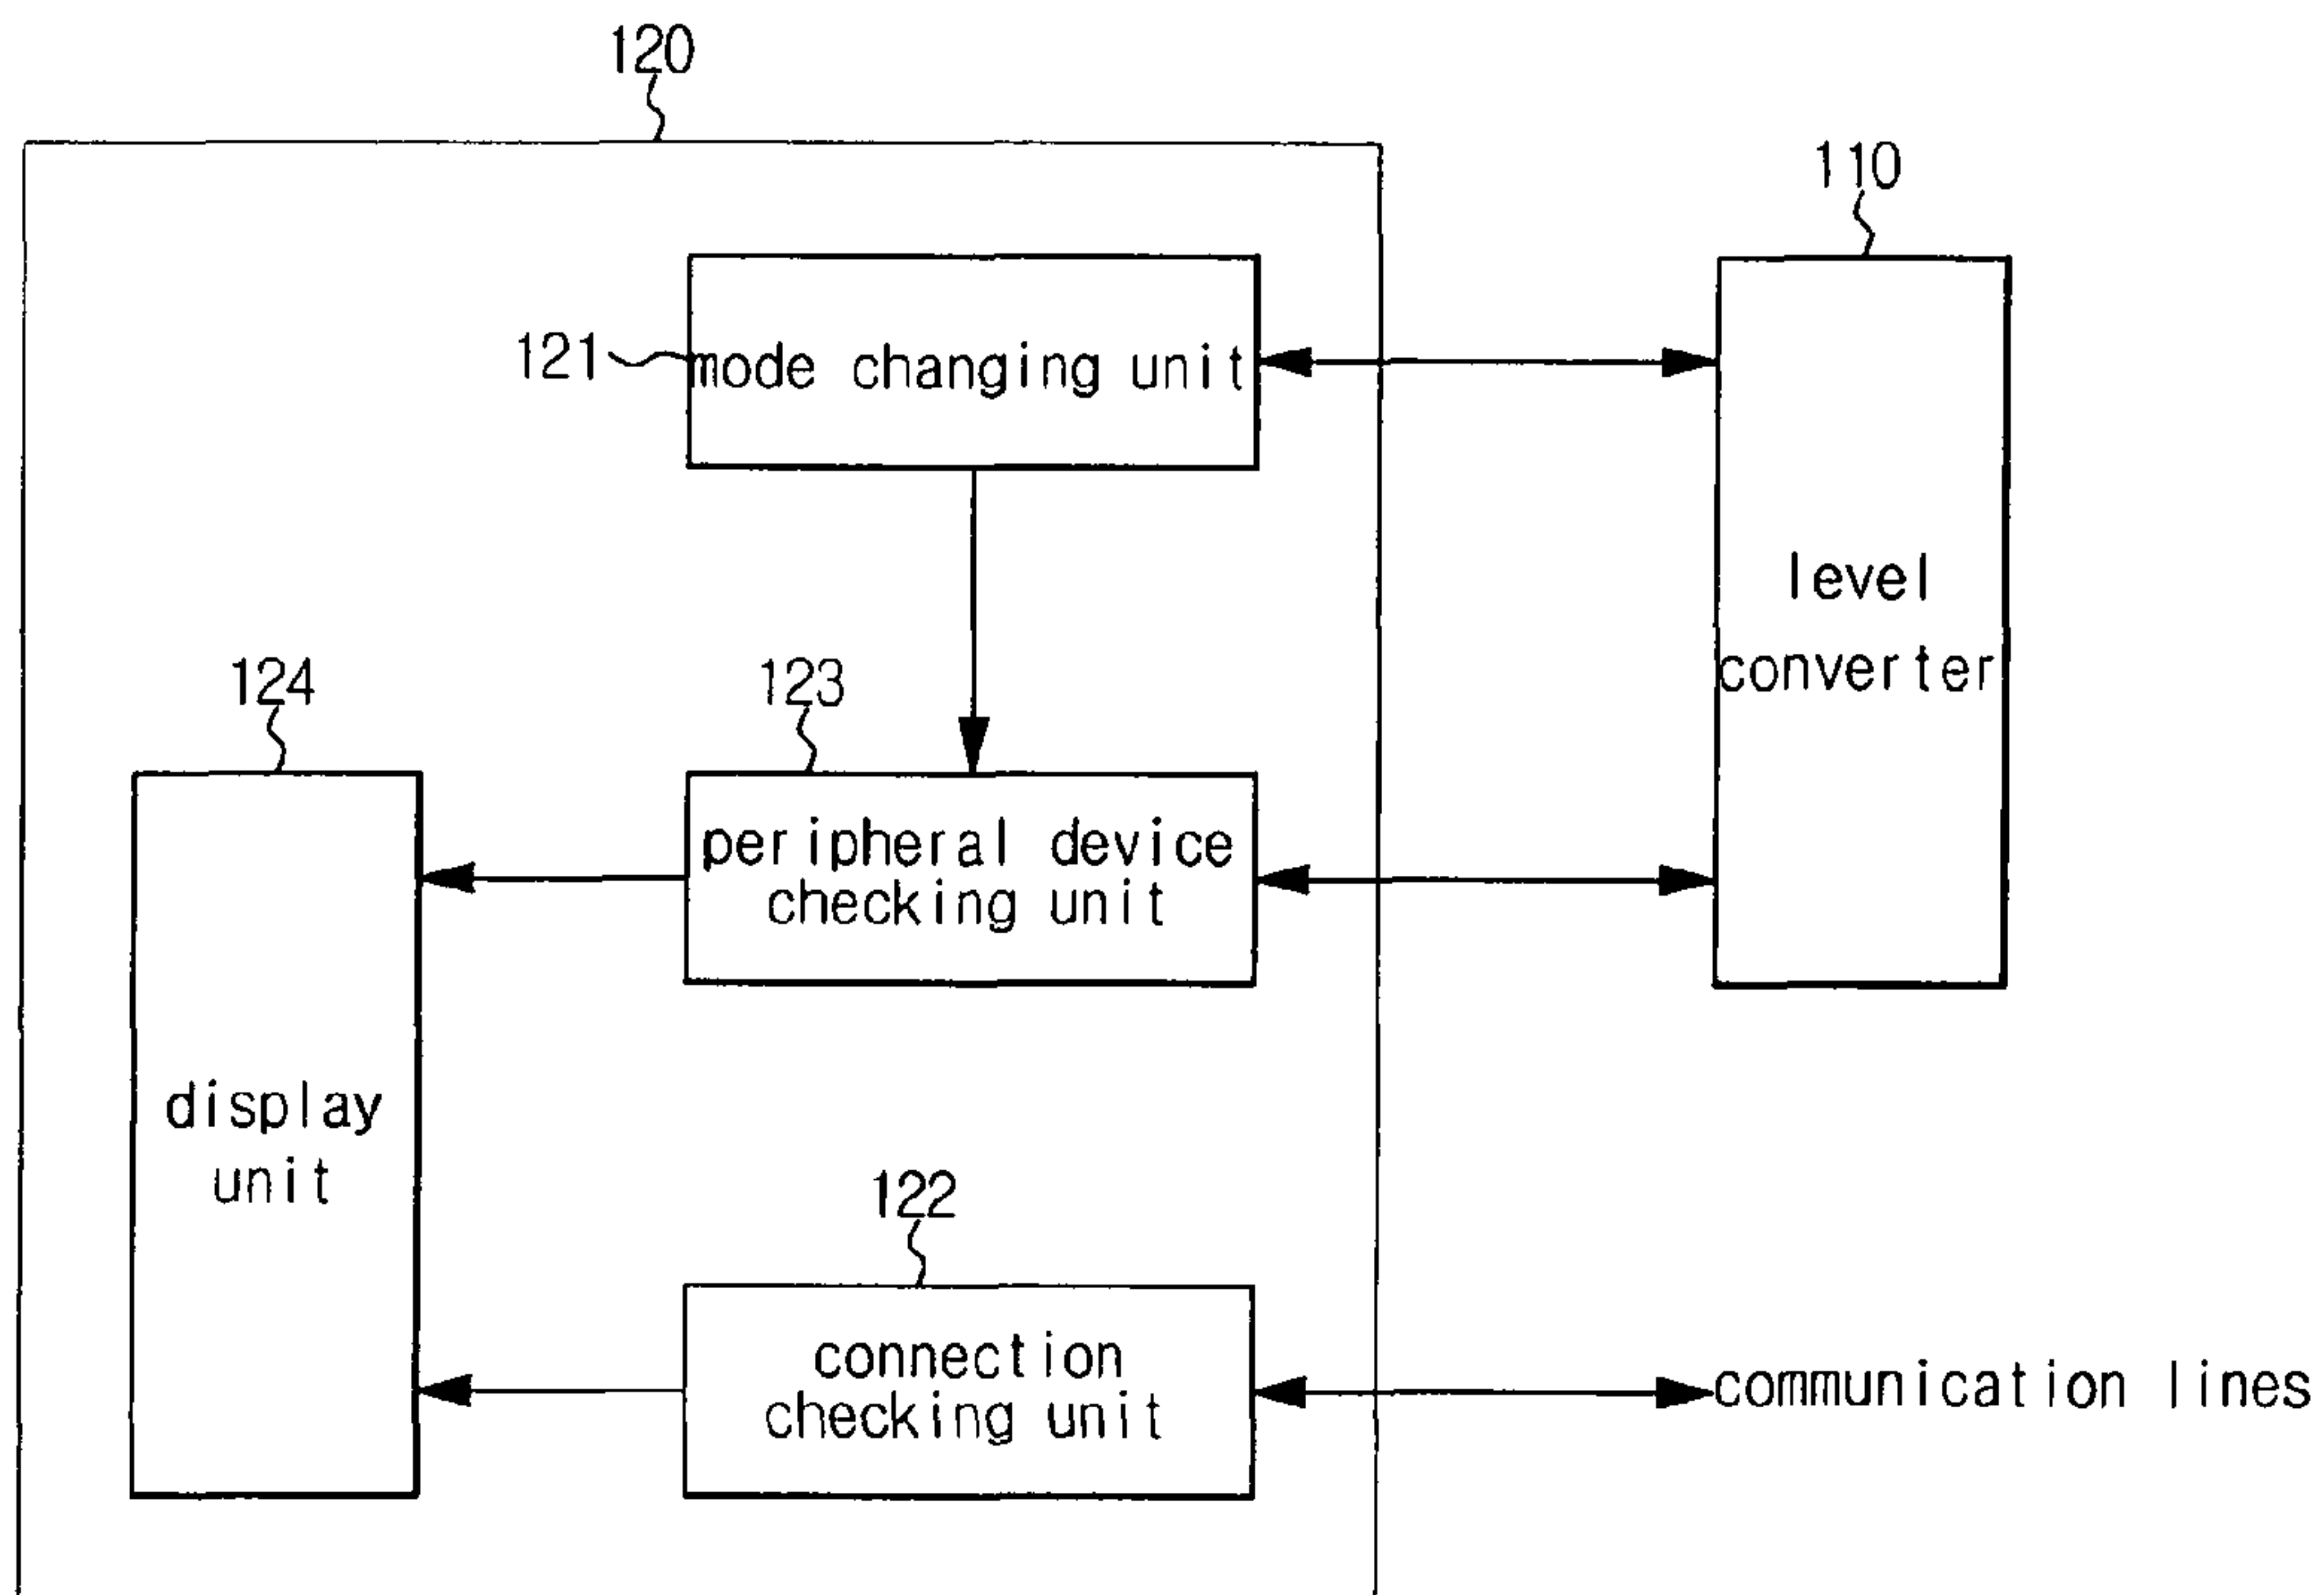 120
110
121
mode changing unit
level
converter
124
123
peripheral device
checking unit
display
unit
122
connection
checking unit
communication lines